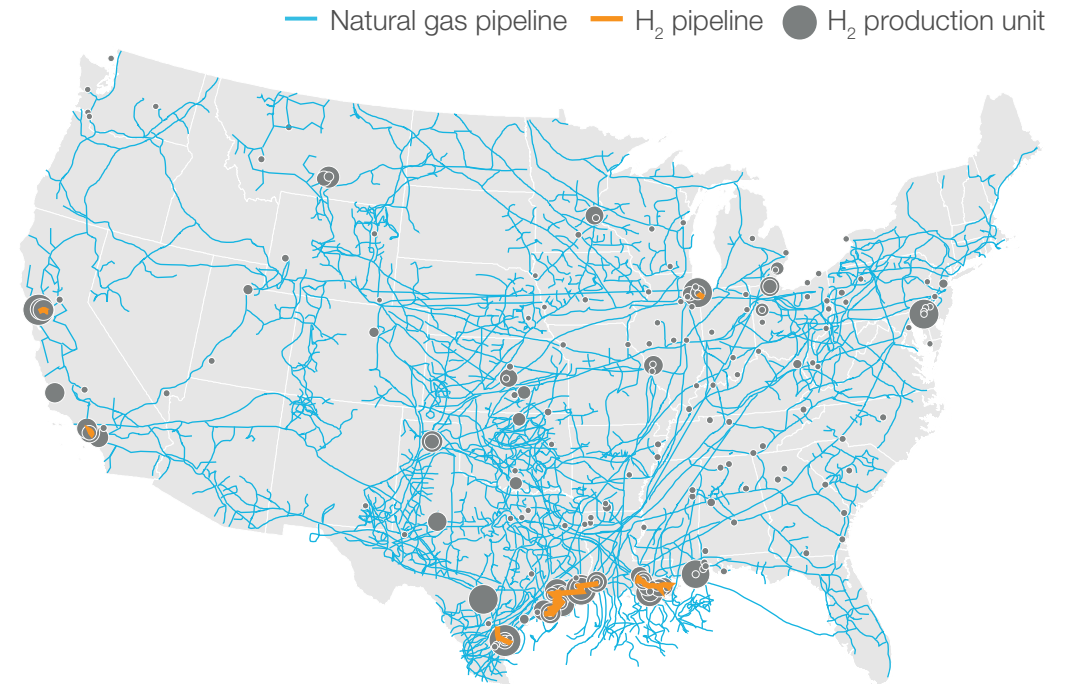 Natural gas pipeline H₂ pipeline H₂ production unit